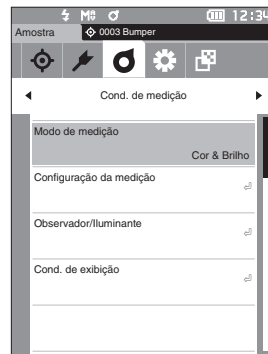 12:34
Amostra 0003 Bumper
Cond. de medição
Modo de medição
Cor & Brilho
Configuração da medição
Observador/Iluminante
Cond. de exibição